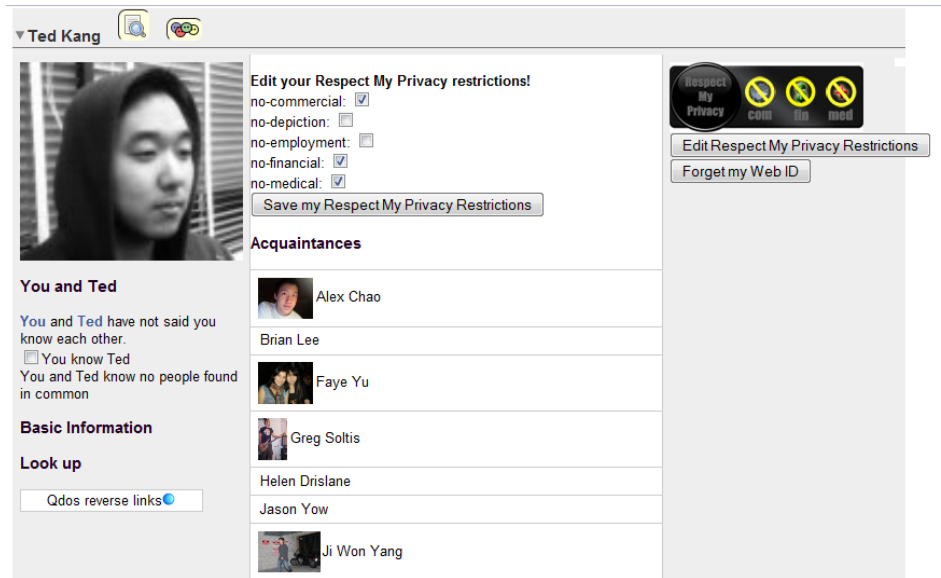 Ted Kang
You and Ted
You and Ted have not said you
know each other.
You know Ted
You and Ted know no people found
in common
Basic Information
Look up
Qdos reverse links
Edit your Respect My Privacy restrictions!
no-commercial:
no-depiction:
no-employment:
no-financial:
no-medical:
Save my Respect My Privacy Restrictions
Acquaintances
Alex Chao
Brian Lee
Faye Yu
Greg Soltis
Helen Drislane
Jason Yow
Ji Won Yang
Respect
My
Privacy
com fin med
Edit Respect My Privacy Restrictions
Forget my Web ID